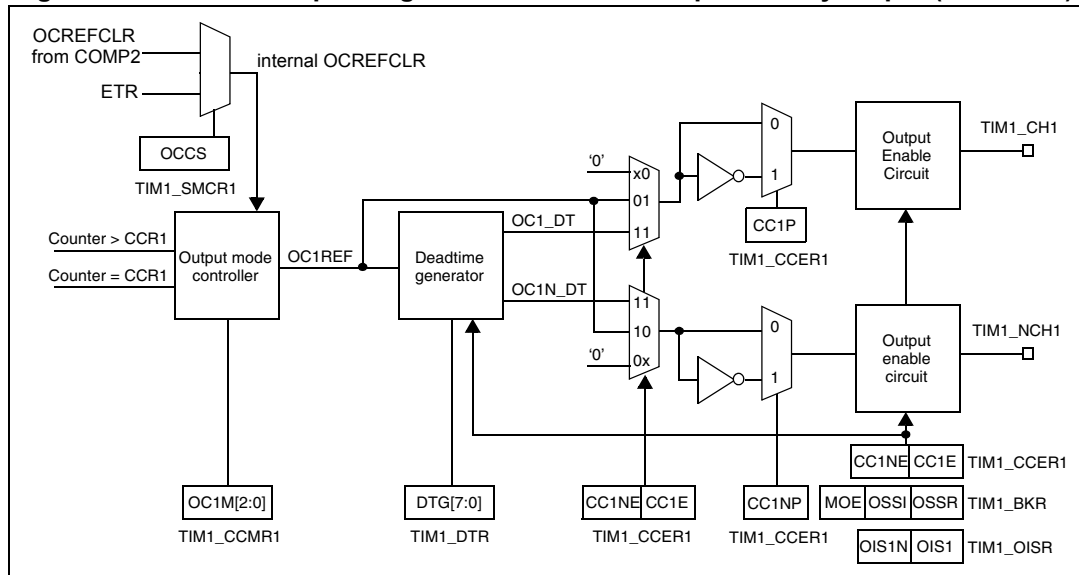 OCREFCLR
from COMP2
internal OCREFCLR
ETR
OCCS
TIM1_SMCR1
Counter > CCR1
Counter = CCR1
Output mode
controller
OC1REF
Deadtime
generator
OC1_DT
OC1N_DT
‘0’
x0
01
11
11
10
‘0’
0x
0
1
CC1P
TIM1_CCER1
0
1
Output
Enable
Circuit
TIM1_CH1
Output
enable
circuit
TIM1_NCH1
OC1M[2:0]
TIM1_CCMR1
DTG[7:0]
TIM1_DTR
CC1NE CC1E
TIM1_CCER1
CC1NP
TIM1_CCER1
CC1NE CC1E TIM1_CCER1
MOE OSSI OSSR TIM1_BKR
OIS1N OIS1 TIM1_OISR